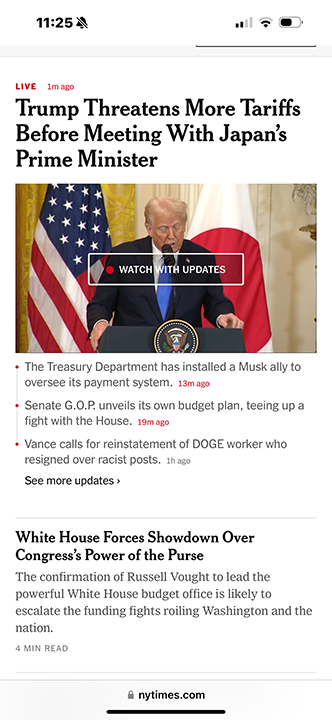 11:25
LIVE 1m ago
Trump Threatens More Tariffs
Before Meeting With Japan's
Prime Minister
WATCH WITH UPDATES
The Treasury Department has installed a Musk ally to
oversee its payment system. 13m ago
Senate G.O.P. unveils its own budget plan, teeing up a
fight with the House. 19m ago
Vance calls for reinstatement of DOGE worker who
resigned over racist posts. 1h ago
See more updates ›
White House Forces Showdown Over
Congress's Power of the Purse
The confirmation of Russell Vought to lead the
powerful White House budget office is likely to
escalate the funding fights roiling Washington and the
nation.
4 MIN READ
nytimes.com